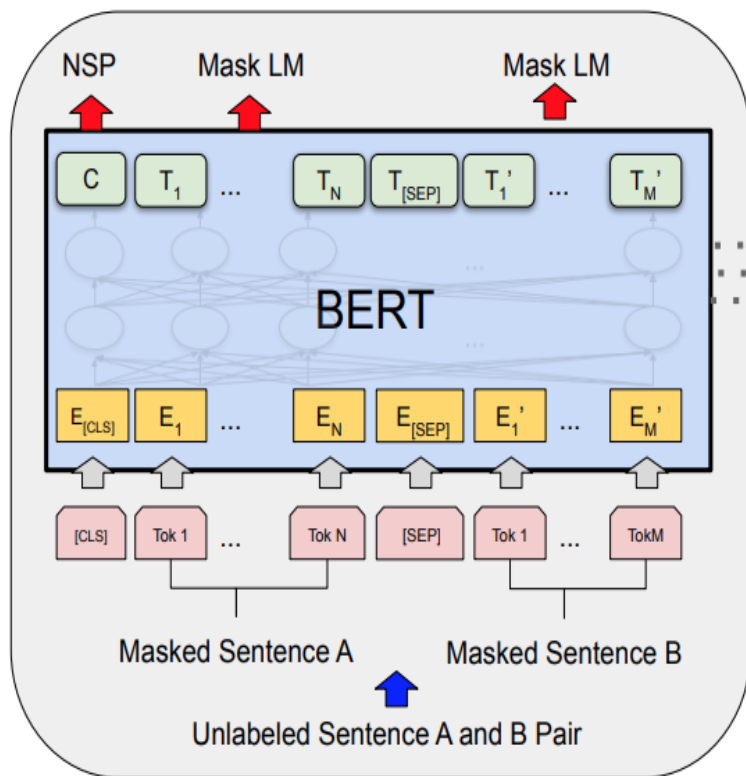 NSP Mask LM Mask LM
C T1 ... TN T[SEP] T1' ... TM'
...
BERT
...
E[CLS] E1 ... EN E[SEP] E1' ... EM'
[CLS] Tok 1 ... Tok N [SEP] Tok 1 ... TokM
Masked Sentence A Masked Sentence B
Unlabeled Sentence A and B Pair